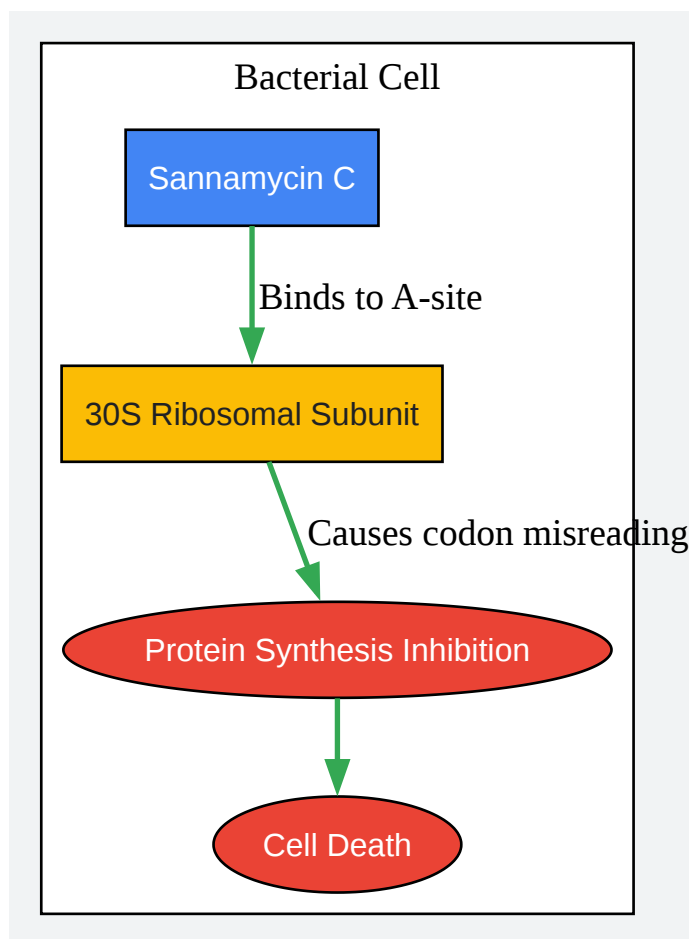 Bacterial Cell
Sannamycin C
Binds to A-site
30S Ribosomal Subunit
Causes codon misreading
Protein Synthesis Inhibition
Cell Death